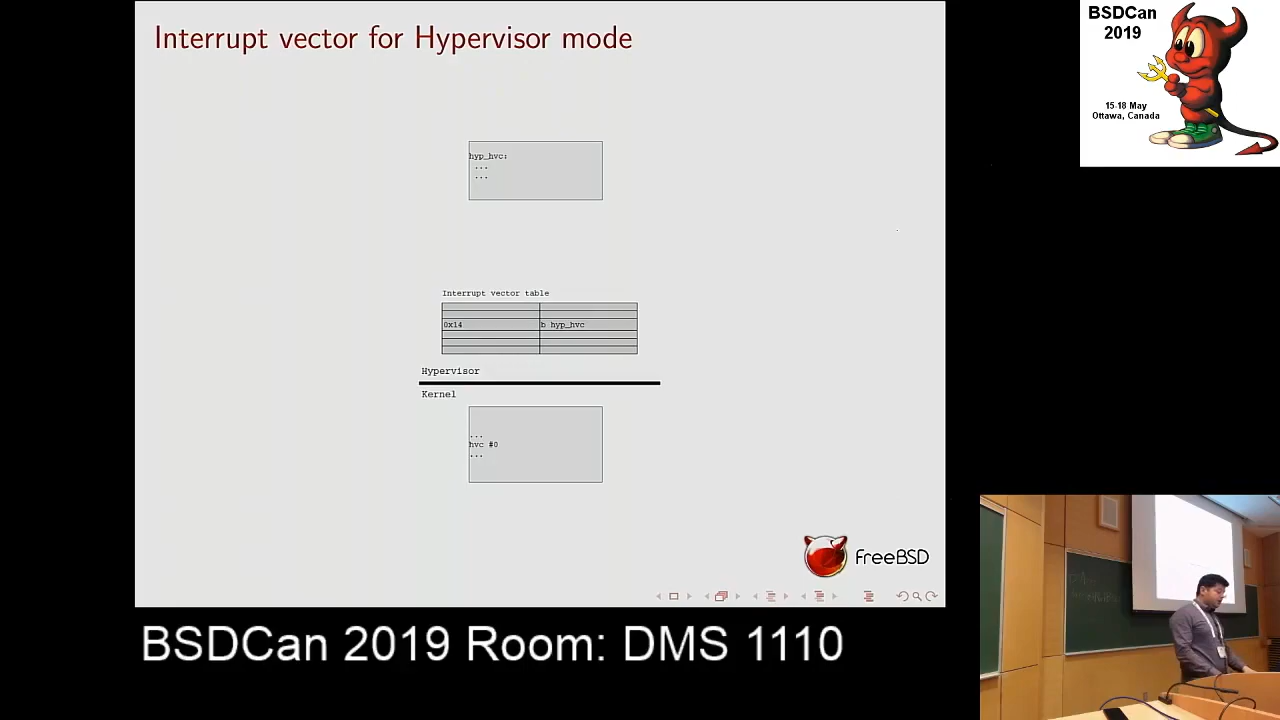 Interrupt vector for Hypervisor mode
hyp_hvc:
...
...
Interrupt vector table
0x14 b hyp_hvc
Hypervisor
Kernel
...
hvc #0
...
FreeBSD
BSDCan
2019
15-18 May
Ottawa, Canada
BSDCan 2019 Room: DMS 1110